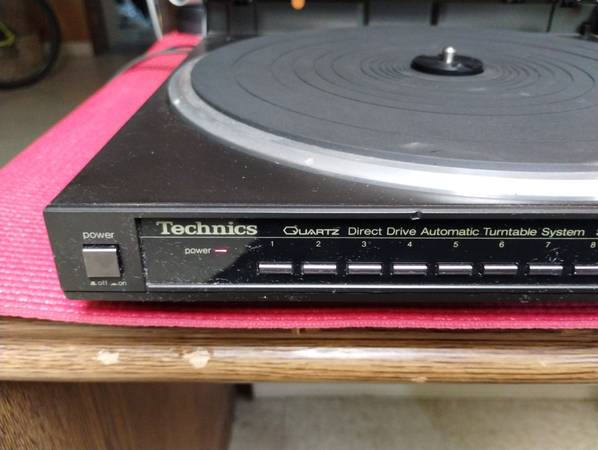 Technics QUARTZ Direct Drive Automatic Turntable System
power
power
1 2 3 4 5 6 7 8
off on